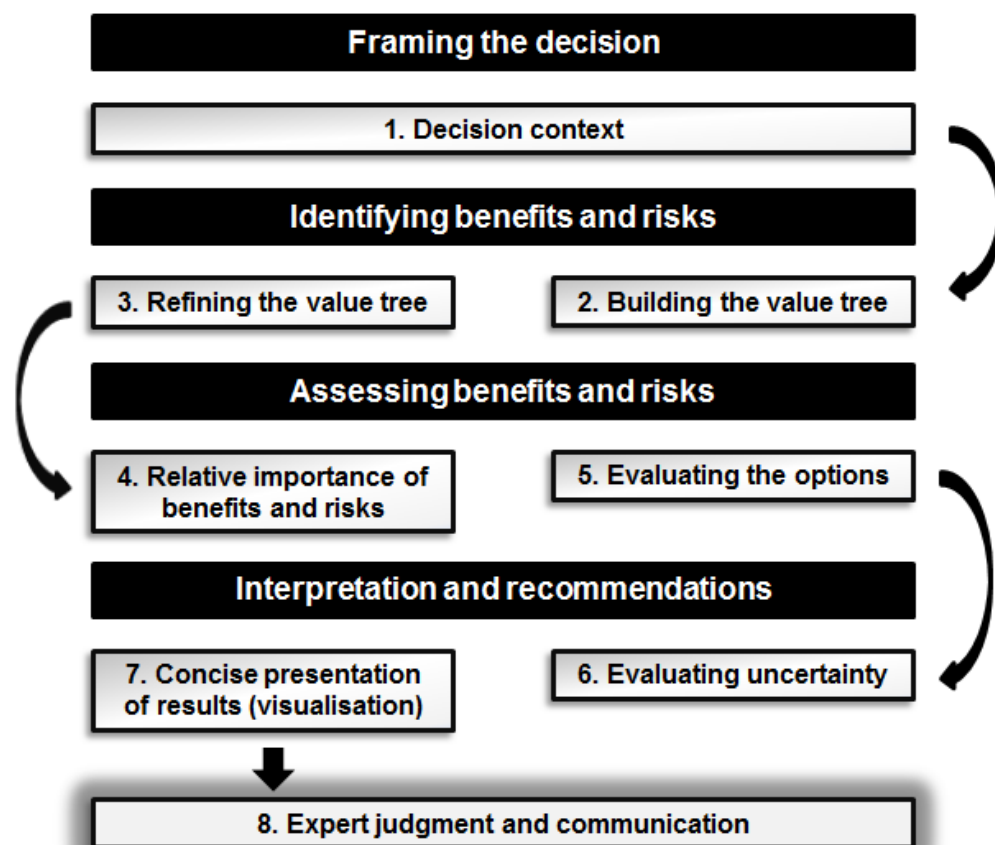 Framing the decision
1. Decision context
Identifying benefits and risks
3. Refining the value tree
2. Building the value tree
Assessing benefits and risks
4. Relative importance of
benefits and risks
5. Evaluating the options
Interpretation and recommendations
7. Concise presentation
of results (visualisation)
6. Evaluating uncertainty
8. Expert judgment and communication